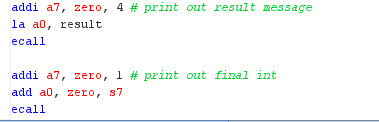 addi a7, zero, 4 # print out result message
la a0, result
ecall
addi a7, zero, 1 # print out final int
add a0, zero, s7
ecall